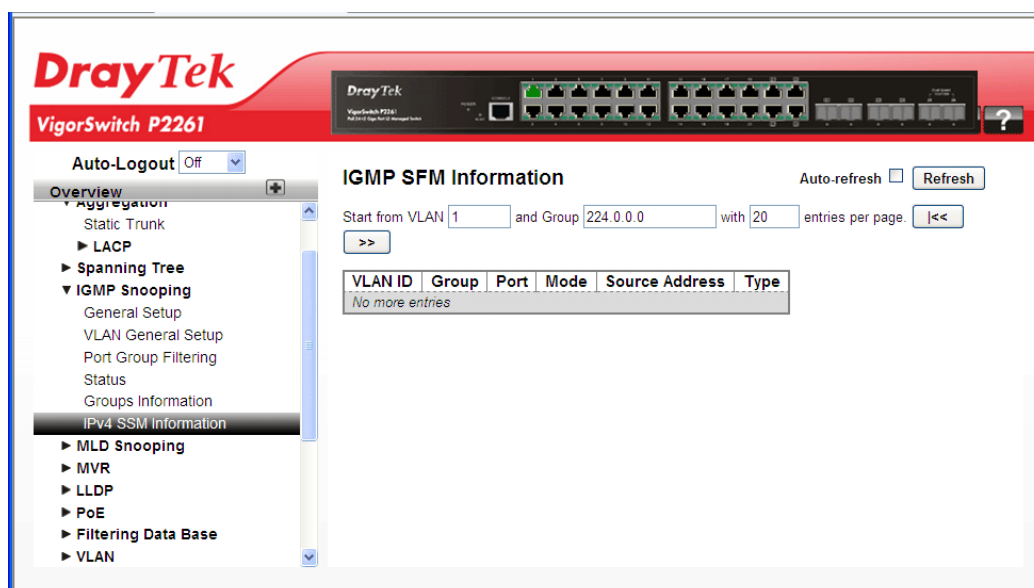 DrayTek
VigorSwitch P2261
DrayTek
VigorSwitch P2261
?
Auto-Logout Off
Overview
Aggregation
Static Trunk
LACP
Spanning Tree
IGMP Snooping
General Setup
VLAN General Setup
Port Group Filtering
Status
Groups Information
IPv4 SSM Information
MLD Snooping
MVR
LLDP
PoE
Filtering Data Base
VLAN
IGMP SFM Information
Auto-refresh Refresh
Start from VLAN 1 and Group 224.0.0.0 with 20 entries per page. |<<
>>
VLAN ID Group Port Mode Source Address Type
No more entries